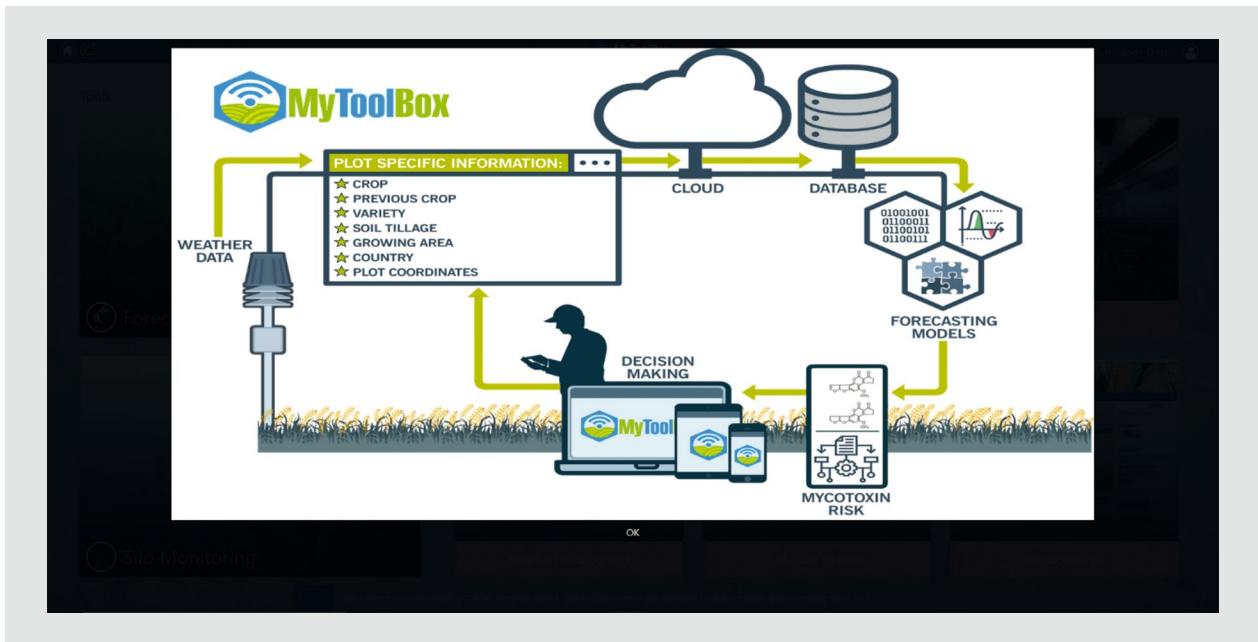 Tools
MyToolBox
PLOT SPECIFIC INFORMATION:
CROP
PREVIOUS CROP
VARIETY
SOIL TILLAGE
GROWING AREA
COUNTRY
PLOT COORDINATES
CLOUD
DATABASE
01001001
01100011
01100101
01100111
WEATHER
DATA
FORECASTING
MODELS
DECISION
MAKING
MyTool
MYCOTOXIN
RISK
OK
Silo Monitoring